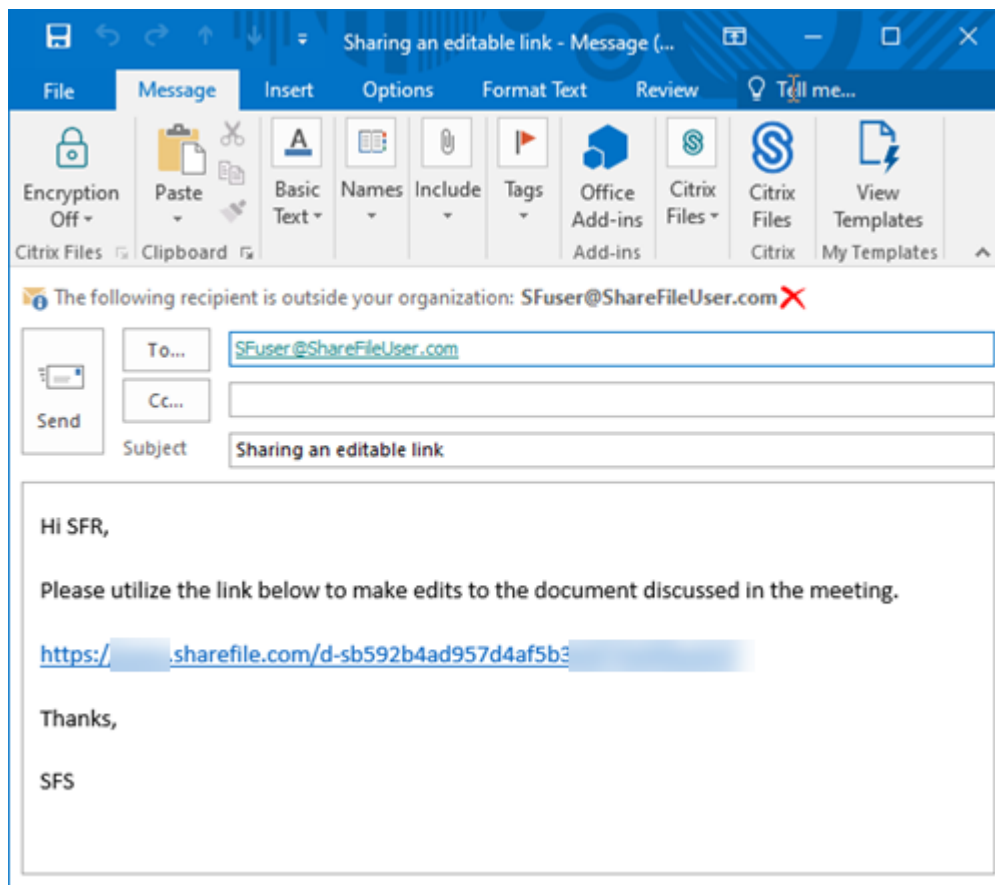 Sharing an editable link - Message (...
File Message Insert Options Format Text Review Tell me...
Encryption Off
Paste
Basic Text
Names
Include
Tags
Office Add-ins
Citrix Files
Citrix Files
View Templates
Citrix Files Clipboard Add-ins Citrix My Templates
The following recipient is outside your organization: SFuser@ShareFileUser.com
To... SFuser@ShareFileUser.com
Cc...
Send
Subject Sharing an editable link
Hi SFR,
Please utilize the link below to make edits to the document discussed in the meeting.
https:/ .sharefile.com/d-sb592b4ad957d4af5b3
Thanks,
SFS